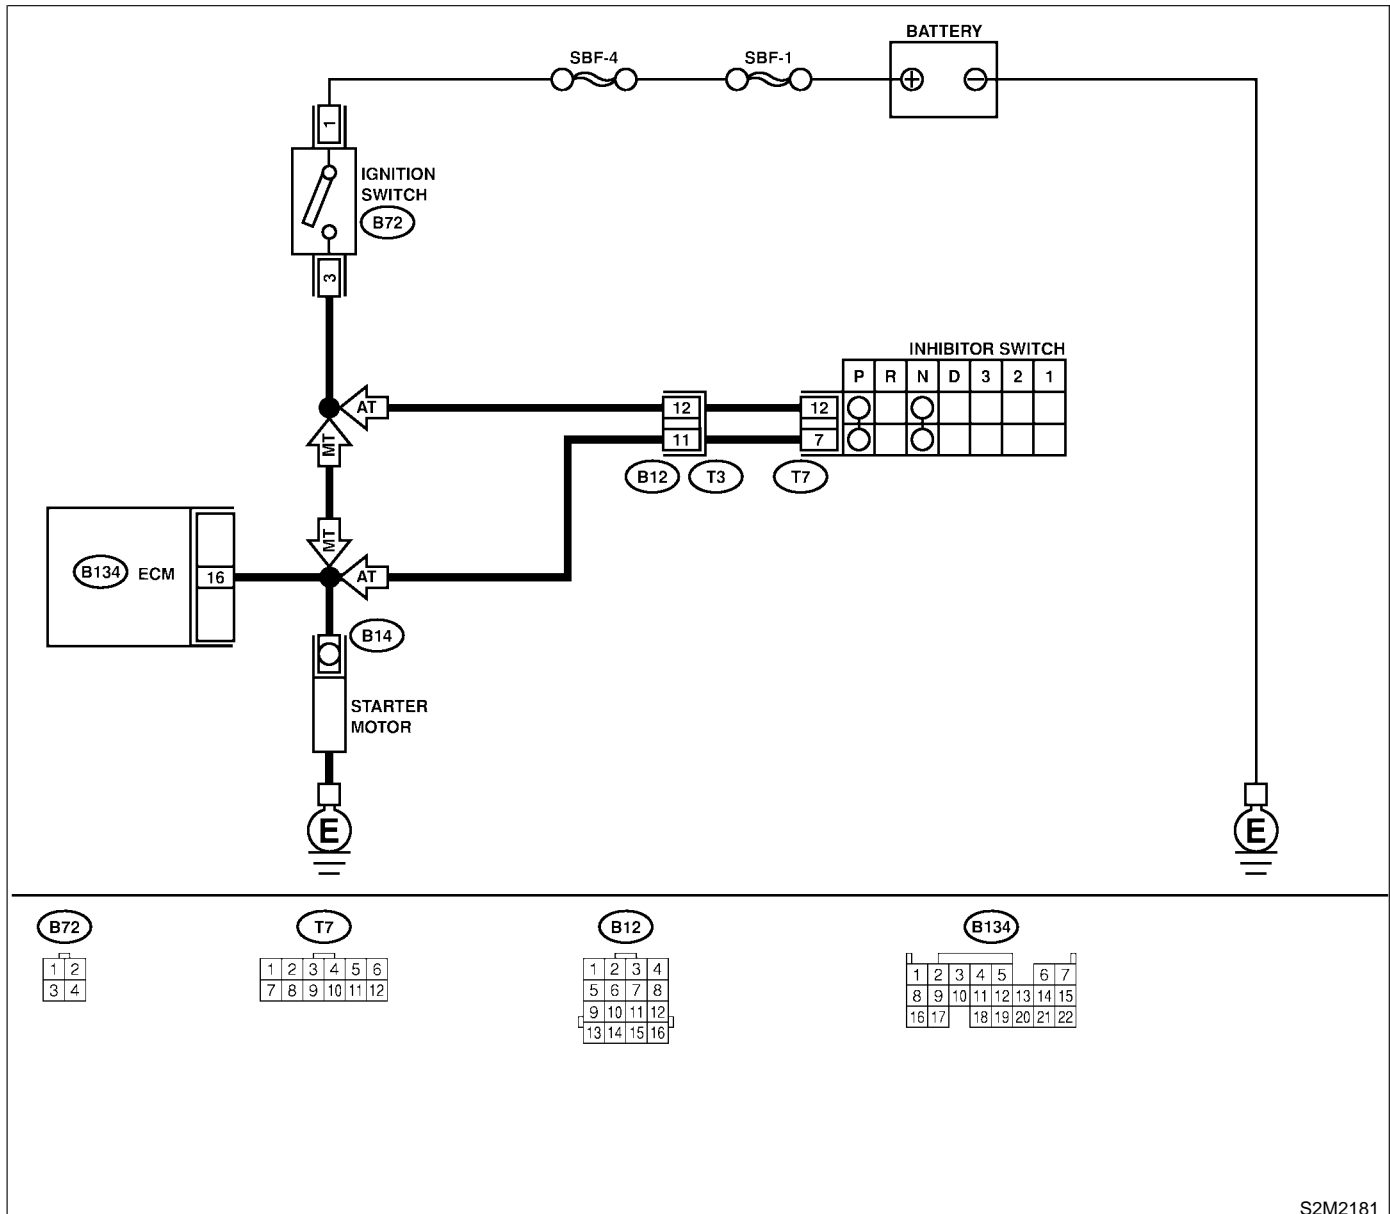 BATTERY
SBF-4
SBF-1
+
−
1
IGNITION
SWITCH
B72
3
INHIBITOR SWITCH
P R N D 3 2 1
AT
12
12
11
7
B12
T3
T7
MT
MT
AT
B134
ECM
16
B14
STARTER
MOTOR
E
E
B72
1 2
3 4
T7
1 2 3 4 5 6
7 8 9 10 11 12
B12
1 2 3 4
5 6 7 8
9 10 11 12
13 14 15 16
B134
1 2 3 4 5 6 7
8 9 10 11 12 13 14 15
16 17 18 19 20 21 22
S2M2181